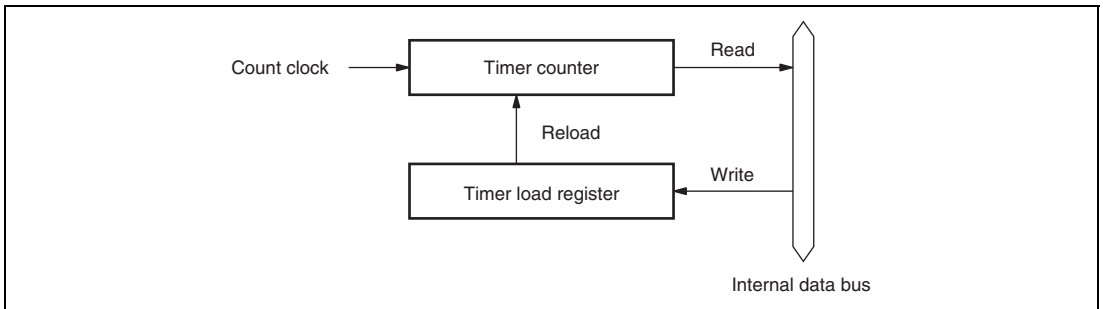 Read
Count clock
Timer counter
Reload
Write
Timer load register
Internal data bus